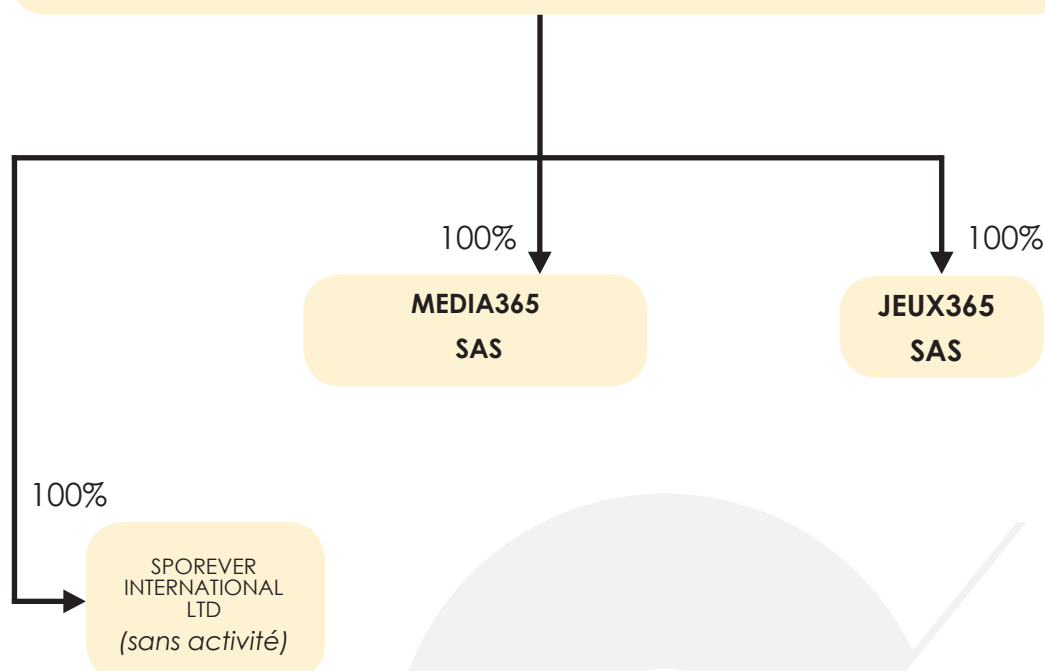 100%
100%
MEDIA365
SAS
JEUX365
SAS
100%
SPOREVER
INTERNATIONAL
LTD
(sans activité)